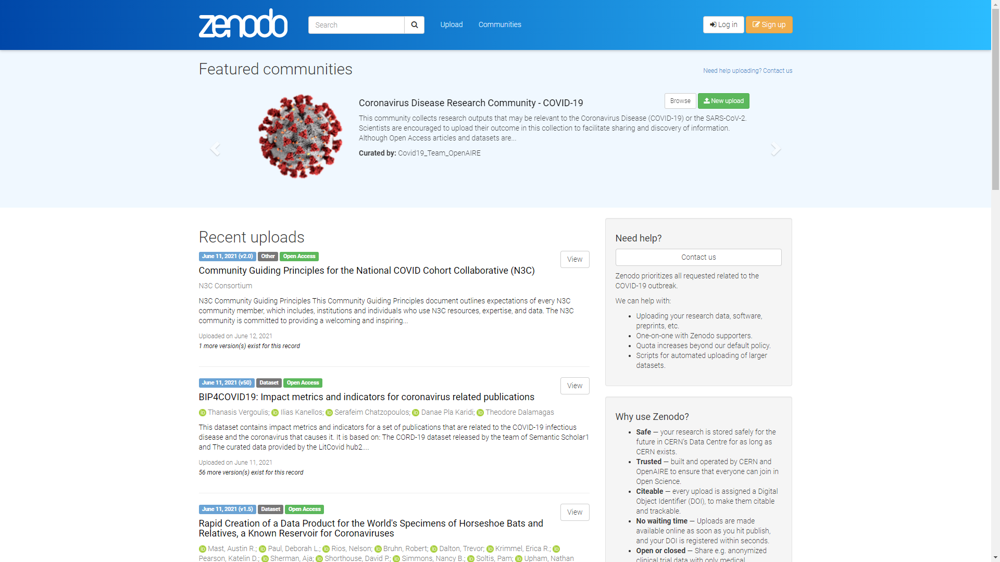 zenodo
Search
Upload
Communities
Log in
Sign up
Featured communities
Need help uploading? Contact us
Coronavirus Disease Research Community - COVID-19
Browse
New upload
This community collects research outputs that may be relevant to the Coronavirus Disease (COVID-19) or the SARS-CoV-2.
Scientists are encouraged to upload their outcome in this collection to facilitate sharing and discovery of information.
Although Open Access articles and datasets are...
Curated by: Covid19_Team_OpenAIRE
Recent uploads
June 11, 2021 (v2.0) Other Open Access
View
Community Guiding Principles for the National COVID Cohort Collaborative (N3C)
N3C Consortium
N3C Community Guiding Principles This Community Guiding Principles document outlines expectations of every N3C
community member, which includes, institutions and individuals who use N3C resources, expertise, and data. The N3C
community is committed to providing a welcoming and inspiring...
Uploaded on June 12, 2021
1 more version(s) exist for this record
June 11, 2021 (v50) Dataset Open Access
View
BIP4COVID19: Impact metrics and indicators for coronavirus related publications
iD Thanasis Vergoulis; iD Ilias Kanellos; iD Serafeim Chatzopoulos; iD Danae Pla Karidi; iD Theodore Dalamagas
This dataset contains impact metrics and indicators for a set of publications that are related to the COVID-19 infectious
disease and the coronavirus that causes it. It is based on: The CORD-19 dataset released by the team of Semantic Scholar1
and The curated data provided by the LitCovid hub2....
Uploaded on June 11, 2021
56 more version(s) exist for this record
June 11, 2021 (v1.5) Dataset Open Access
View
Rapid Creation of a Data Product for the World's Specimens of Horseshoe Bats and
Relatives, a Known Reservoir for Coronaviruses
iD Mast, Austin R.; iD Paul, Deborah L.; iD Rios, Nelson; iD Bruhn, Robert; iD Dalton, Trevor; iD Krimmel, Erica R.; iD
Pearson, Katelin D.; iD Sherman, Aja; iD Shorthouse, David P.; iD Simmons, Nancy B.; iD Soltis, Pam; iD Upham, Nathan
Need help?
Contact us
Zenodo prioritizes all requested related to the
COVID-19 outbreak.
We can help with:
Uploading your research data, software,
preprints, etc.
One-on-one with Zenodo supporters.
Quota increases beyond our default policy.
Scripts for automated uploading of larger
datasets.
Why use Zenodo?
Safe — your research is stored safely for the
future in CERN's Data Centre for as long as
CERN exists.
Trusted — built and operated by CERN and
OpenAIRE to ensure that everyone can join in
Open Science.
Citeable — every upload is assigned a Digital
Object Identifier (DOI), to make them citable
and trackable.
No waiting time — Uploads are made
available online as soon as you hit publish,
and your DOI is registered within seconds.
Open or closed — Share e.g. anonymized
clinical trial data with only medical